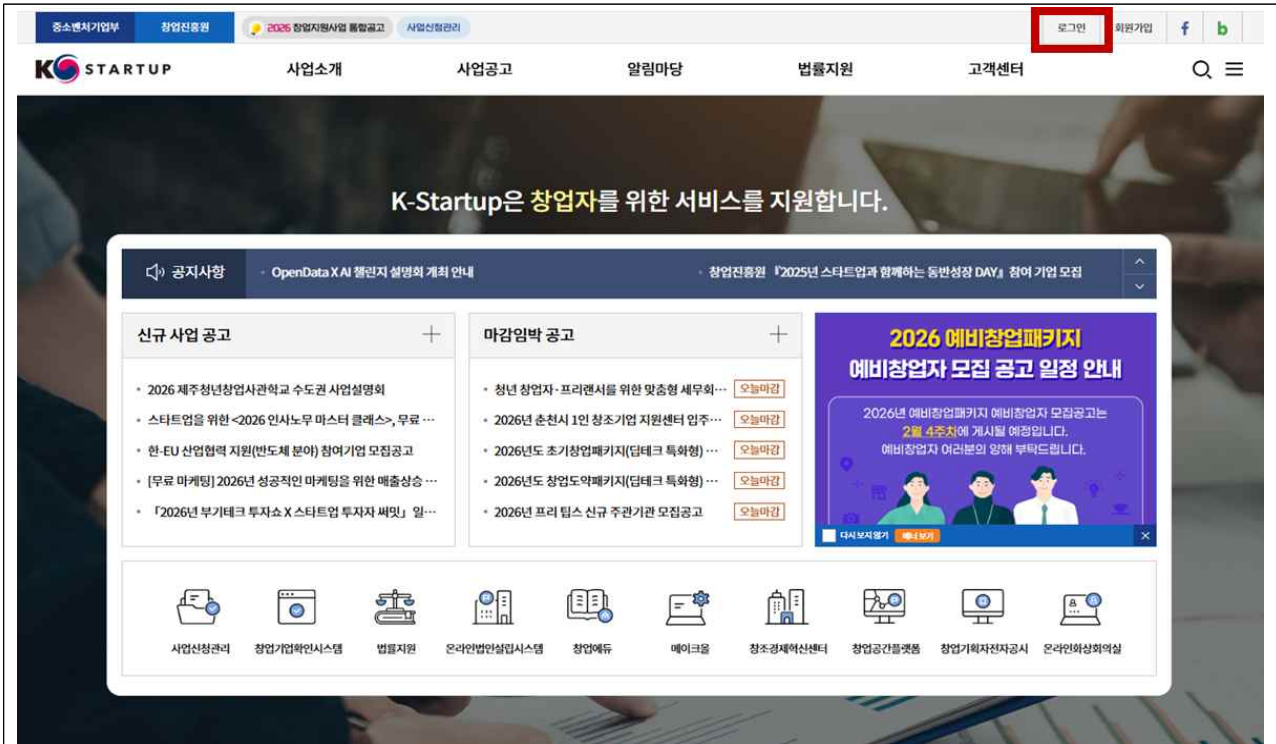 중소벤처기업부
창업진흥원
2026 창업지원사업 통합공고
사업신청관리
로그인
회원가입
f
b
K STARTUP
사업소개
사업공고
알림마당
법률지원
고객센터
K-Startup은 창업자를 위한 서비스를 지원합니다.
공지사항
· OpenData X AI 챌린지 설명회 개최 안내
· 창업진흥원 『2025년 스타트업과 함께하는 동반성장 DAY』 참여 기업 모집
신규 사업 공고
· 2026 제주청년창업사관학교 수도권 사업설명회
· 스타트업을 위한 <2026 인사노무 마스터 클래스>, 무료 …
· 한-EU 산업협력 지원(반도체 분야) 참여기업 모집공고
· [무료 마케팅] 2026년 성공적인 마케팅을 위한 매출상승 …
· 「2026년 부기테크 투자쇼 X 스타트업 투자자 써밋」 일…
마감임박 공고
· 청년 창업자·프리랜서를 위한 맞춤형 세무회… 오늘마감
· 2026년 순천시 1인 창조기업 지원센터 입주… 오늘마감
· 2026년도 초기창업패키지(딥테크 특화형) … 오늘마감
· 2026년도 창업도약패키지(딥테크 특화형) … 오늘마감
· 2026년 프리 팁스 신규 주관기관 모집공고 오늘마감
2026 예비창업패키지
예비창업자 모집 공고 일정 안내
2026년 예비창업패키지 예비창업자 모집공고는
2월 4주차에 게시될 예정입니다.
예비창업자 여러분의 양해 부탁드립니다.
다시보지않기
배너보기
사업신청관리
창업기업확인시스템
법률지원
온라인법인설립시스템
창업에듀
메이크올
창조경제혁신센터
창업공간플랫폼
창업기획자전자공시
온라인화상회의실